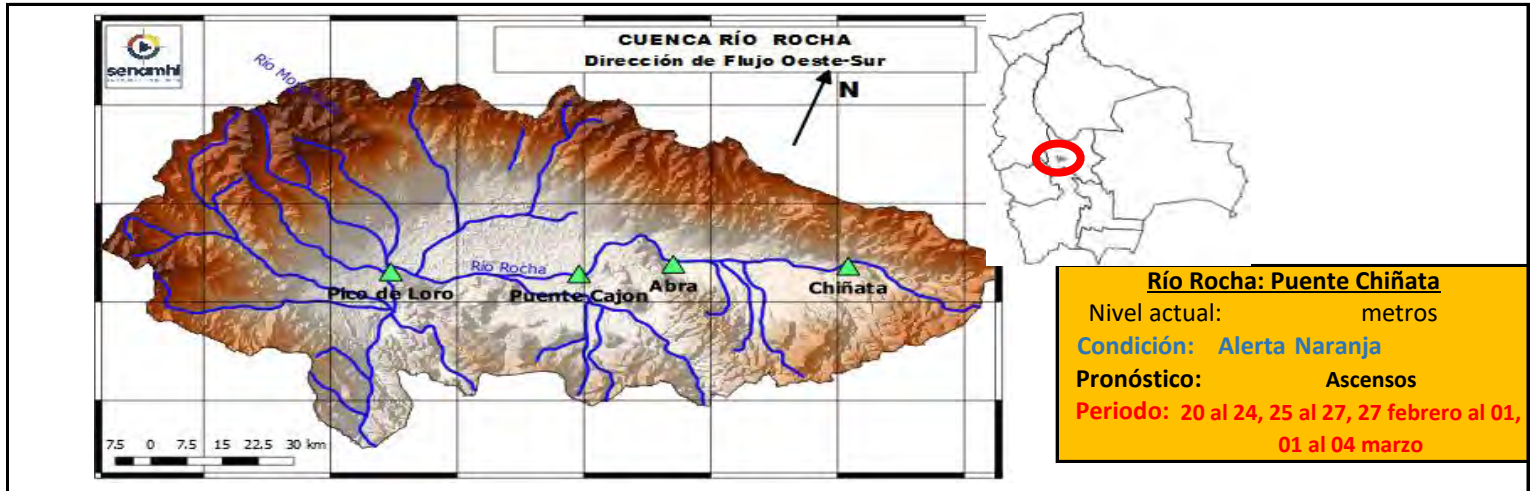 senamhi
CUENCA RÍO ROCHA
Dirección de Flujo Oeste-Sur
N
Río Rocha
Pico de Loro
Puente Cajon
Abra
Chiñata
7.5 0 7.5 15 22.5 30 km
Río Rocha: Puente Chiñata
Nivel actual: metros
Condición: Alerta Naranja
Pronóstico: Ascensos
Periodo: 20 al 24, 25 al 27, 27 febrero al 01,
01 al 04 marzo